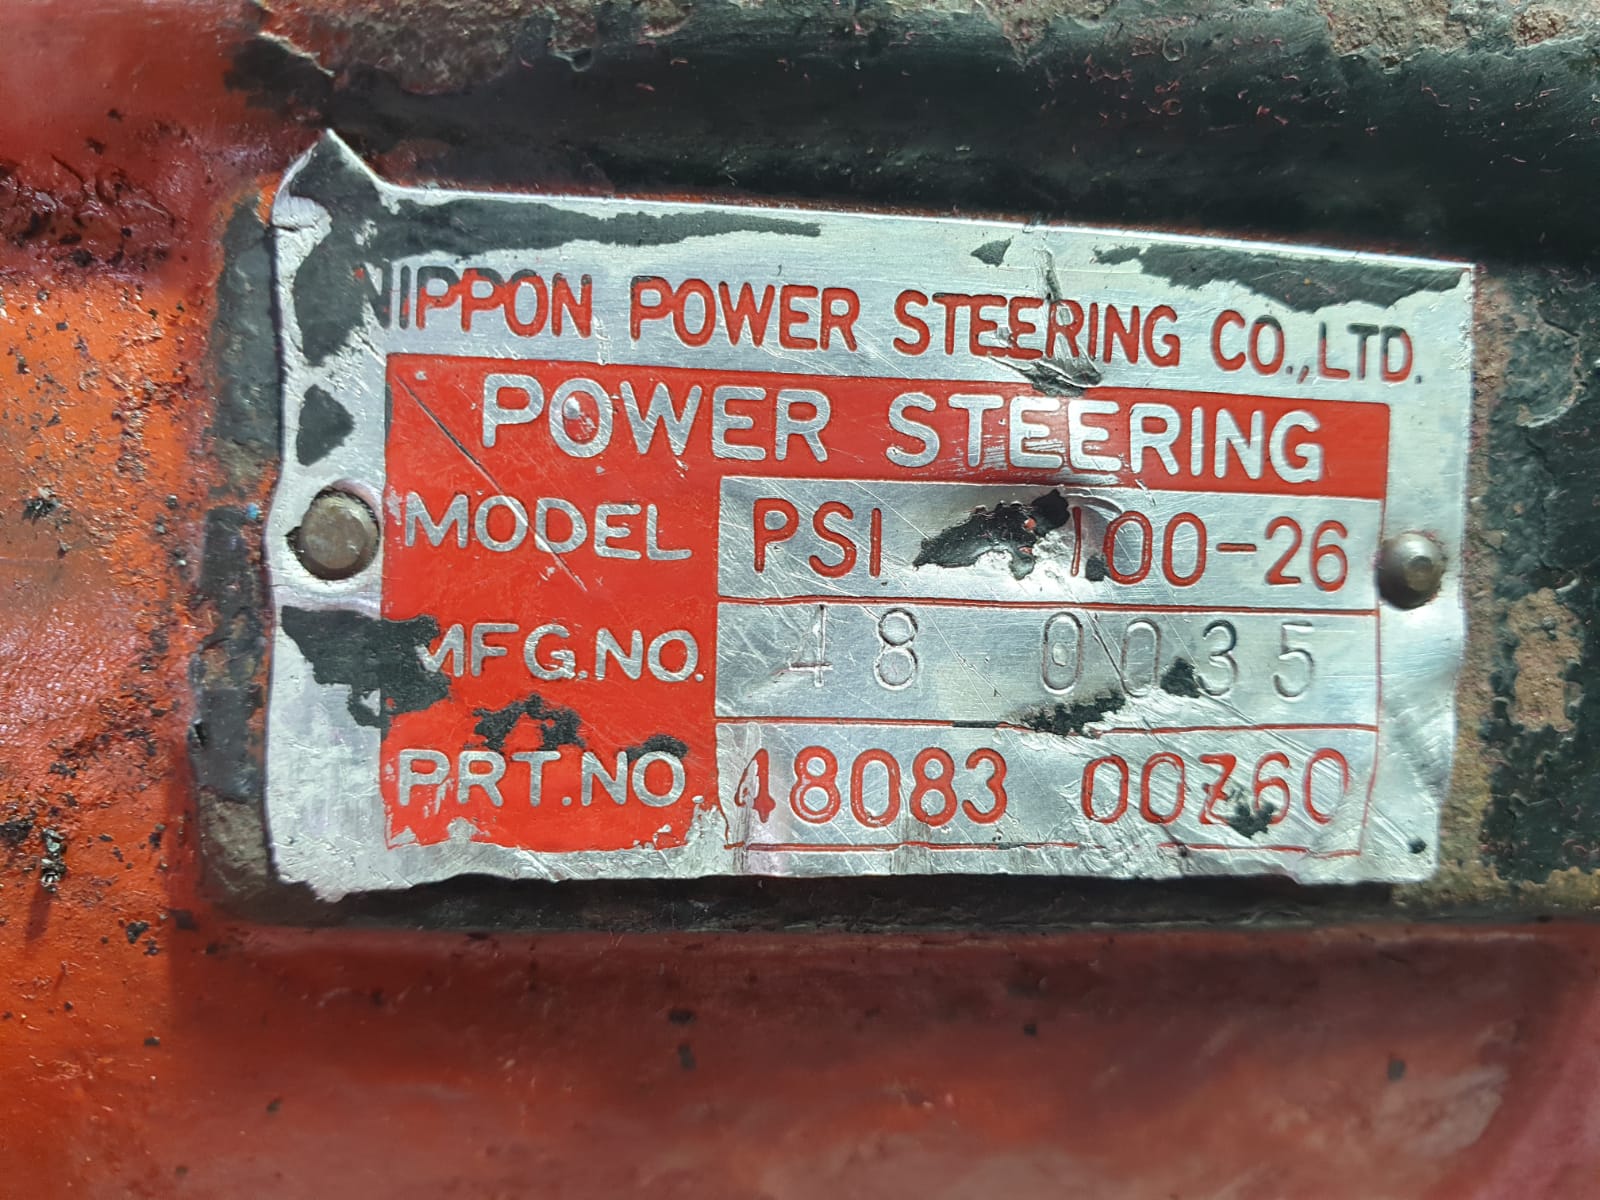 NIPPON POWER STEERING CO.,LTD.
POWER STEERING
MODEL PSI 100-26
MFG.NO. 48 0035
PRT.NO. 48083 00Z60